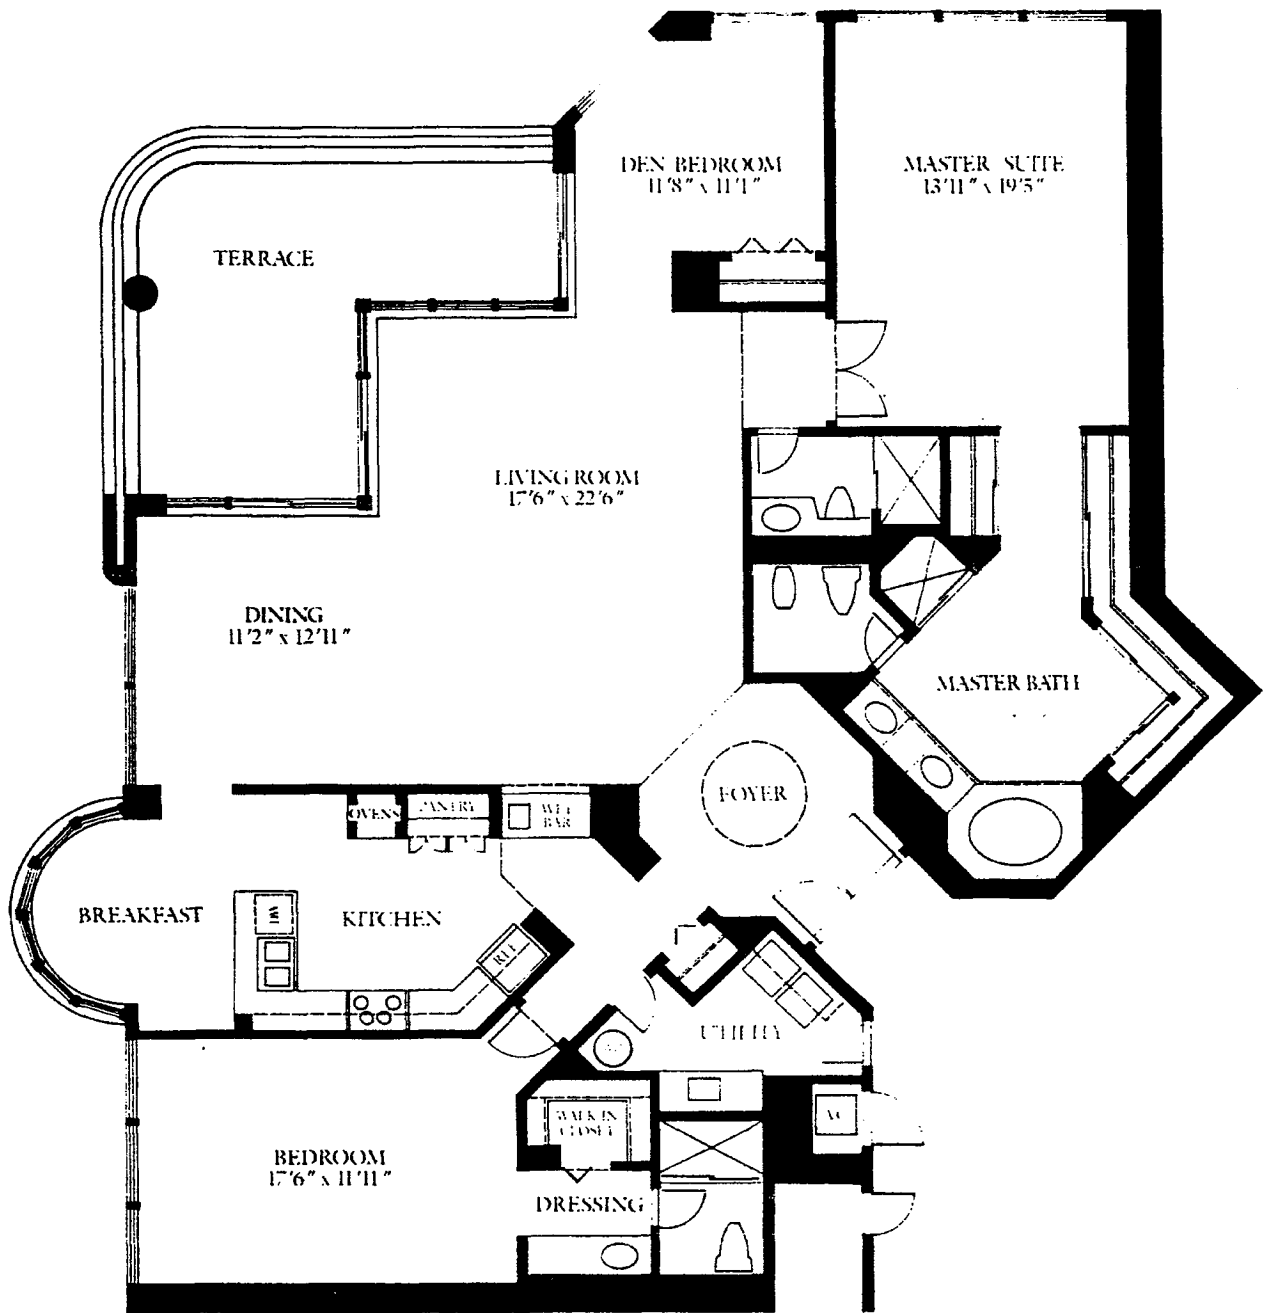 DEN BEDROOM
11'8" x 11'1"
MASTER SUITE
13'11" x 19'5"
TERRACE
LIVING ROOM
17'6" x 22'6"
DINING
11'2" x 12'11"
MASTER BATH
FOYER
OVENS
PANTRY
WET
BAR
BREAKFAST
KITCHEN
REF
UTILITY
A/C
WALK IN
CLOSET
BEDROOM
17'6" x 11'11"
DRESSING